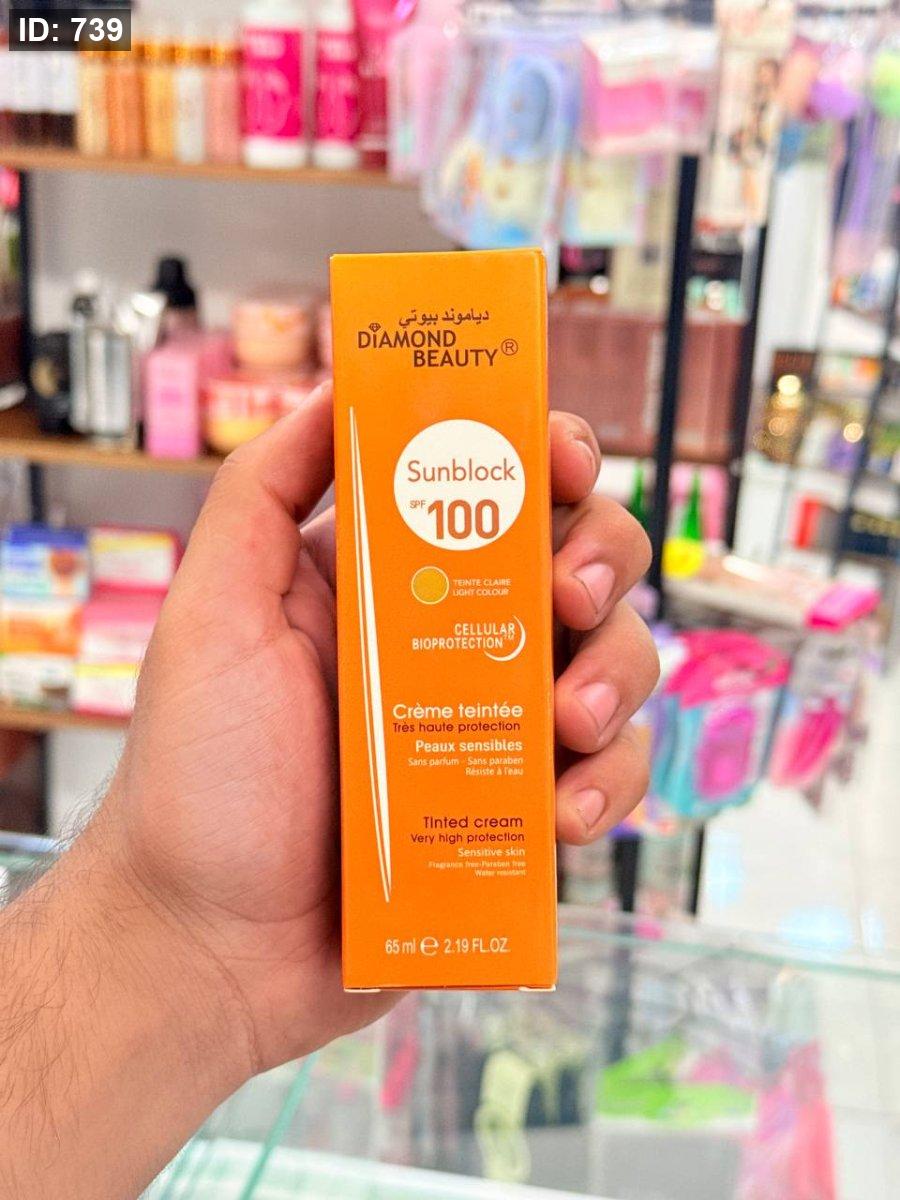 ID: 739
دياموند بيوتي
DIAMOND
BEAUTY®
Sunblock
SPF 100
TEINTE CLAIRE
LIGHT COLOUR
CELLULAR
BIOPROTECTION™
Crème teintée
Très haute protection
Peaux sensibles
Sans parfum - Sans paraben
Résiste à l'eau
Tinted cream
Very high protection
Sensitive skin
Fragrance free-Paraben free
Water resistant
65 ml ℮ 2.19 FL.OZ.